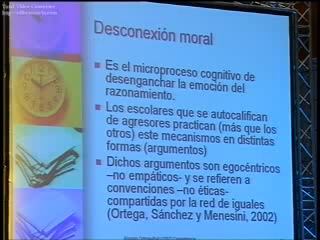 Desconexión moral
Es el microproceso cognitivo de
desenganchar la emoción del
razonamiento.
Los escolares que se autocalifican
de agresores practican (más que los
otros) este mecanismos en distintas
formas (argumentos)
Dichos argumentos son egocéntricos
–no empáticos- y se refieren a
convenciones –no éticas-
compartidas por la red de iguales
(Ortega, Sánchez y Menesini, 2002)